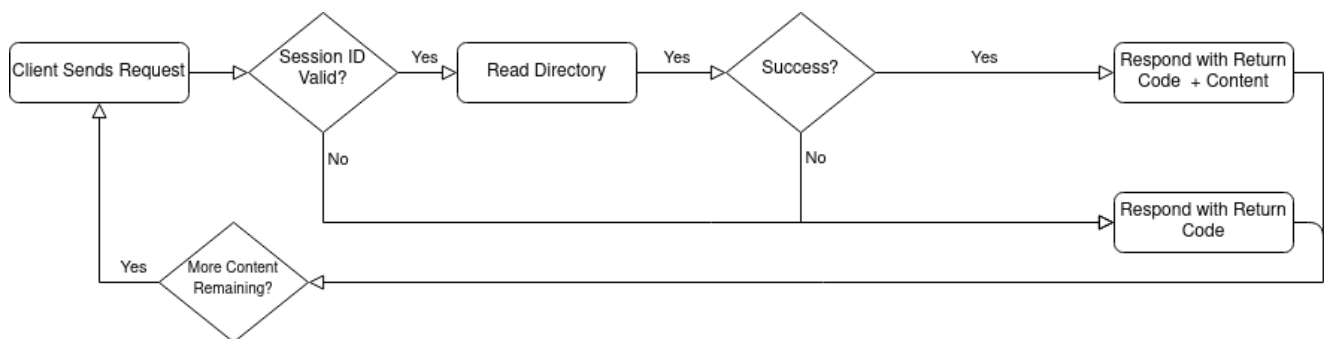 Client Sends Request
Session ID
Valid?
Yes
Read Directory
Yes
Success?
Yes
Respond with Return
Code + Content
No
No
Respond with Return
Code
Yes
More Content
Remaining?